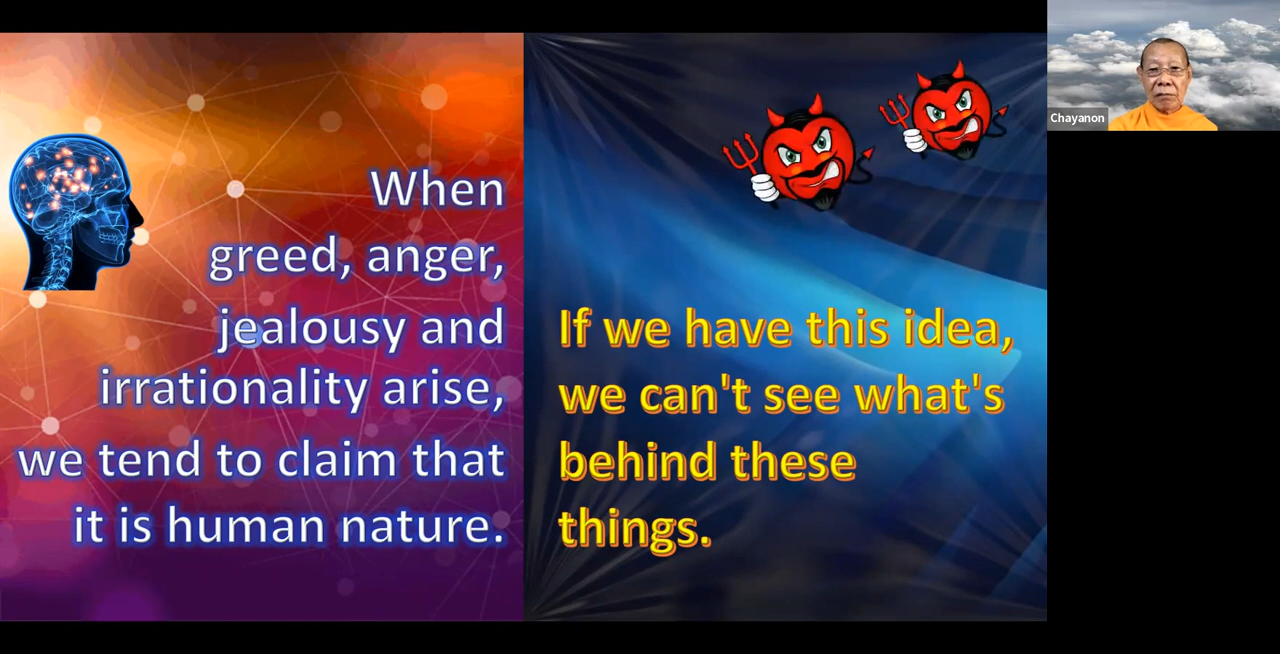 When
greed, anger,
jealousy and
irrationality arise,
we tend to claim that
it is human nature.
If we have this idea,
we can't see what's
behind these
things.
Chayanon